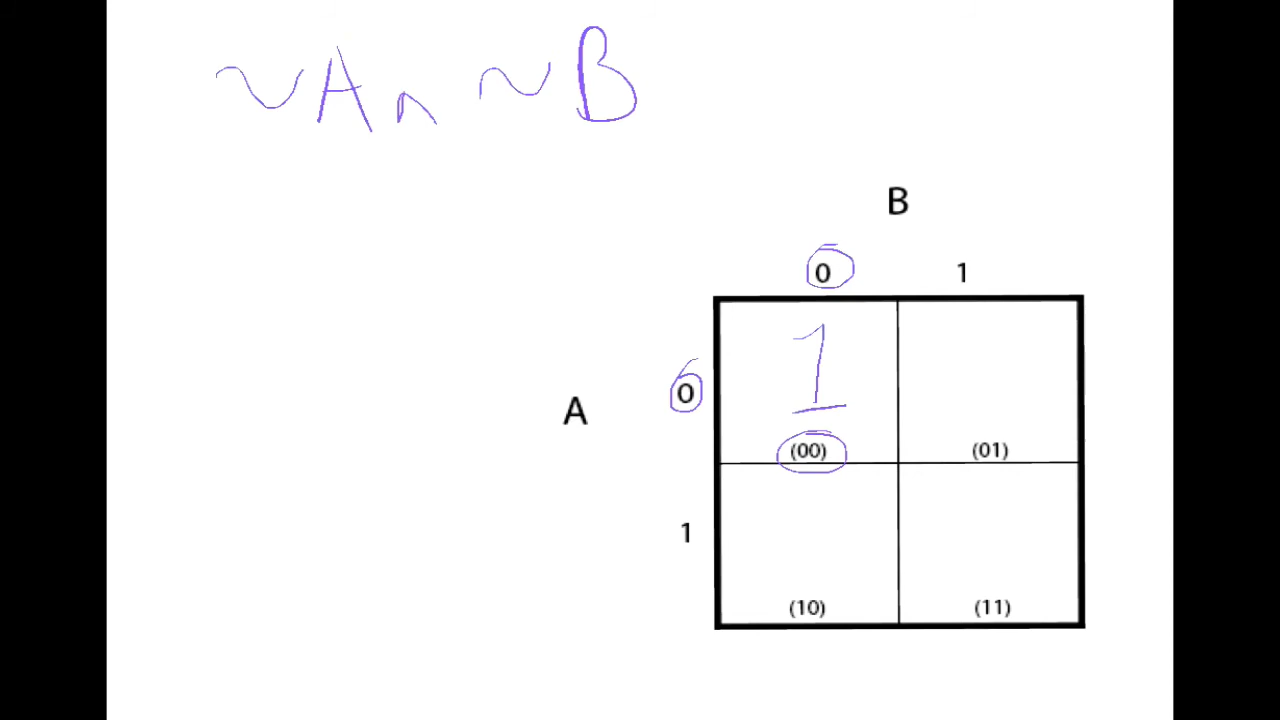 ~A ∧ ~B
B
0 1
1
0
A
(00) (01)
1
(10) (11)